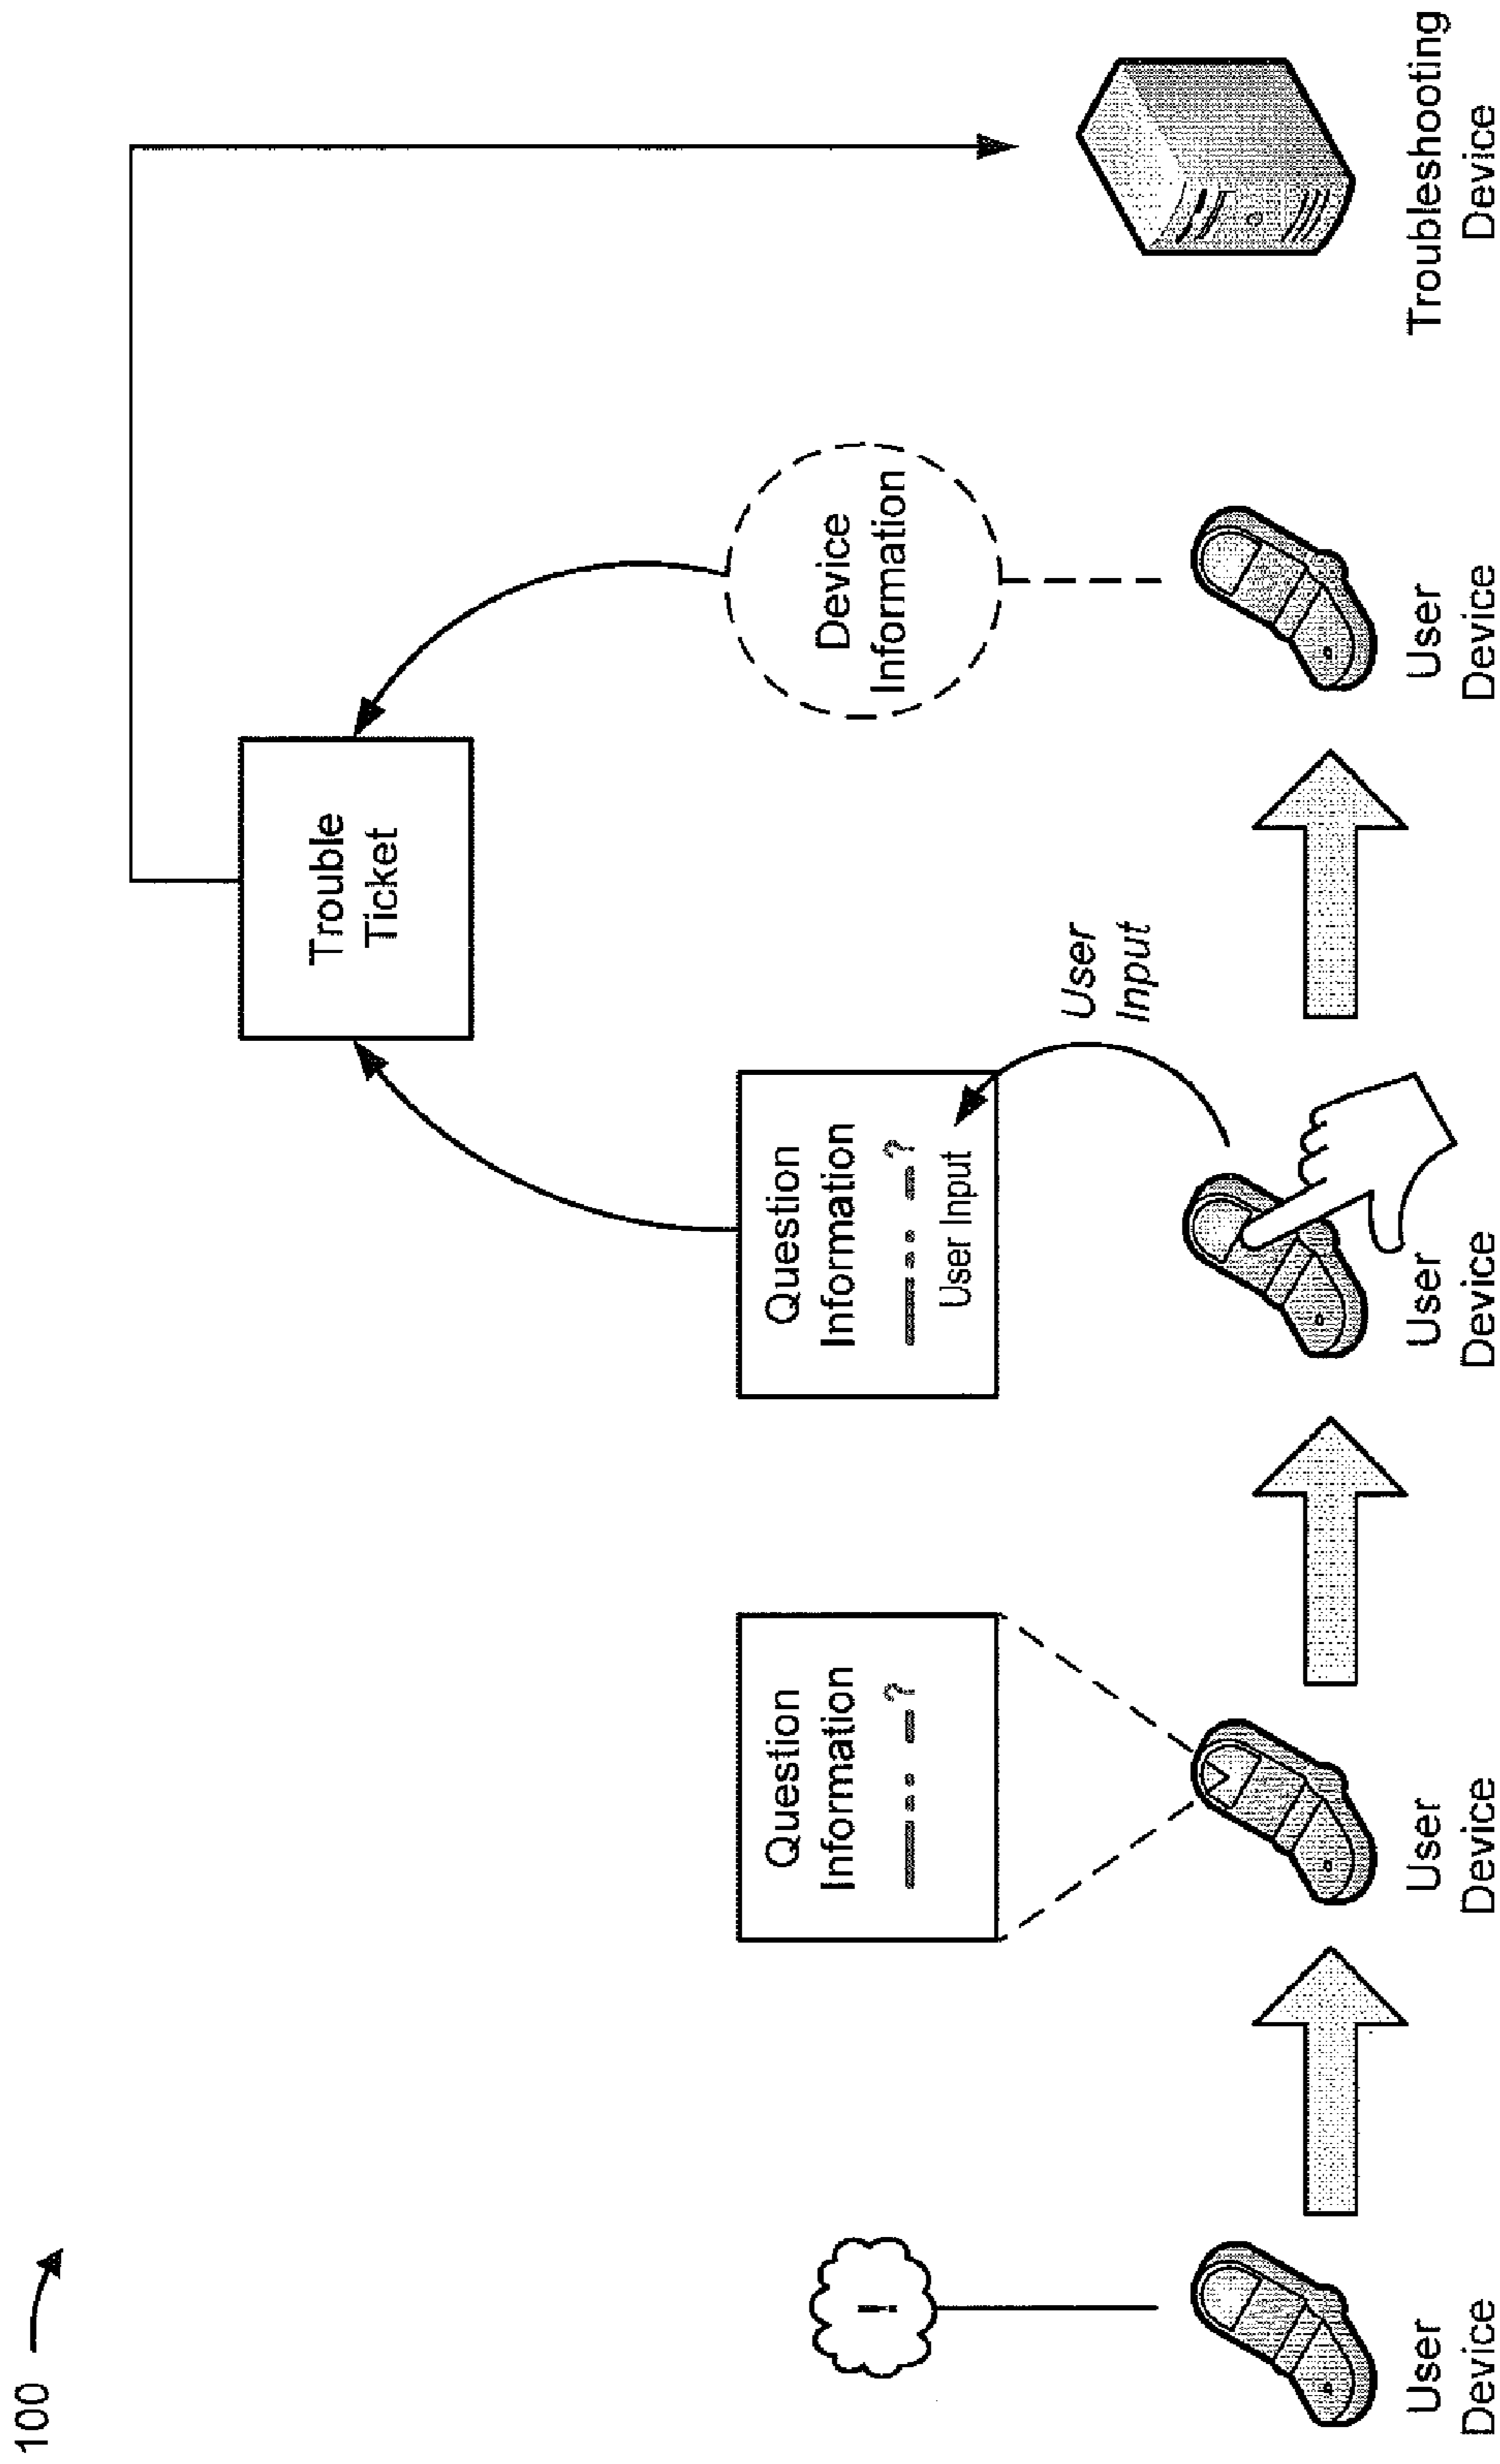 100
Trouble
Ticket
!
Question
Information
?
Question
Information
?
User Input
User
Input
Device
Information
User
Device
User
Device
User
Device
User
Device
Troubleshooting
Device